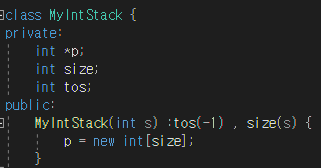 class MyIntStack {
private:
int *p;
int size;
int tos;
public:
MyIntStack(int s) :tos(-1) , size(s) {
p = new int[size];
}